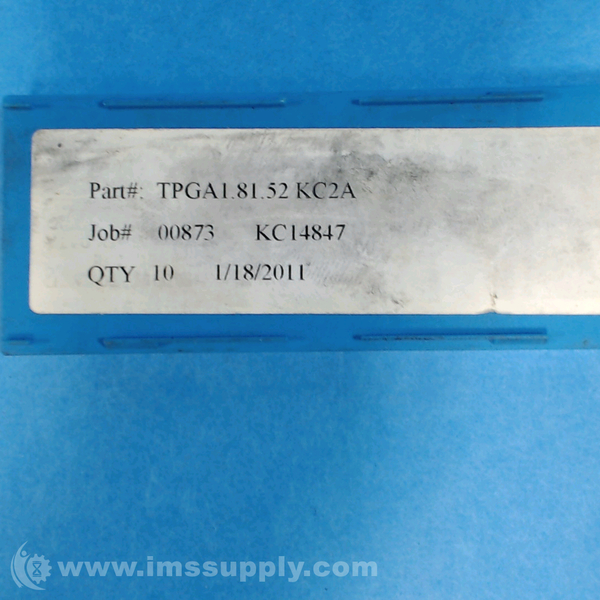 Part#: TPGA1.81.52 KC2A
Job# 00873 KC14847
QTY 10 1/18/2011
www.imssupply.com